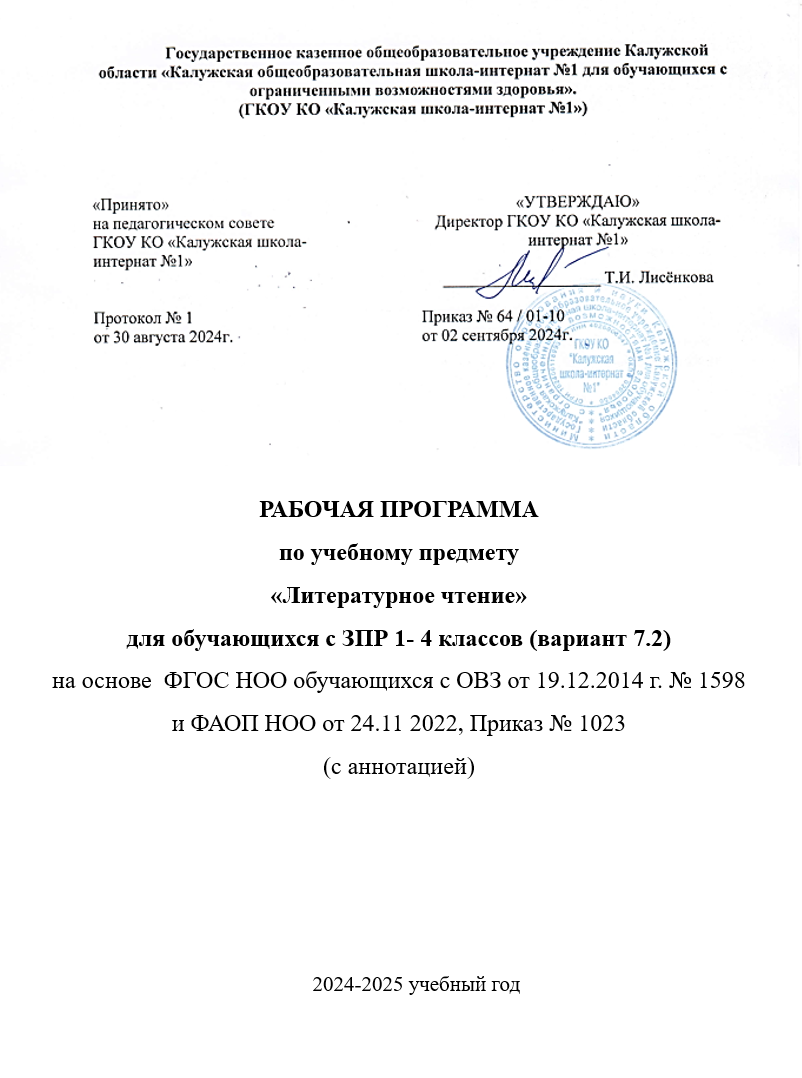 Государственное казенное общеобразовательное учреждение Калужской
области «Калужская общеобразовательная школа-интернат №1 для обучающихся с
ограниченными возможностями здоровья».
(ГКОУ КО «Калужская школа-интернат №1»)
«Принято»
на педагогическом совете
ГКОУ КО «Калужская школа-
интернат №1»
Протокол № 1
от 30 августа 2024г.
«УТВЕРЖДАЮ»
Директор ГКОУ КО «Калужская школа-
интернат №1»
Т.И. Лисёнкова
Приказ № 64 / 01-10
от 02 сентября 2024г.
ГКОУ КО
"Калужская
школа-интернат
№1"
РАБОЧАЯ ПРОГРАММА
по учебному предмету
«Литературное чтение»
для обучающихся с ЗПР 1- 4 классов (вариант 7.2)
на основе  ФГОС НОО обучающихся с ОВЗ от 19.12.2014 г. № 1598
и ФАОП НОО от 24.11 2022, Приказ № 1023
(с аннотацией)
2024-2025 учебный год